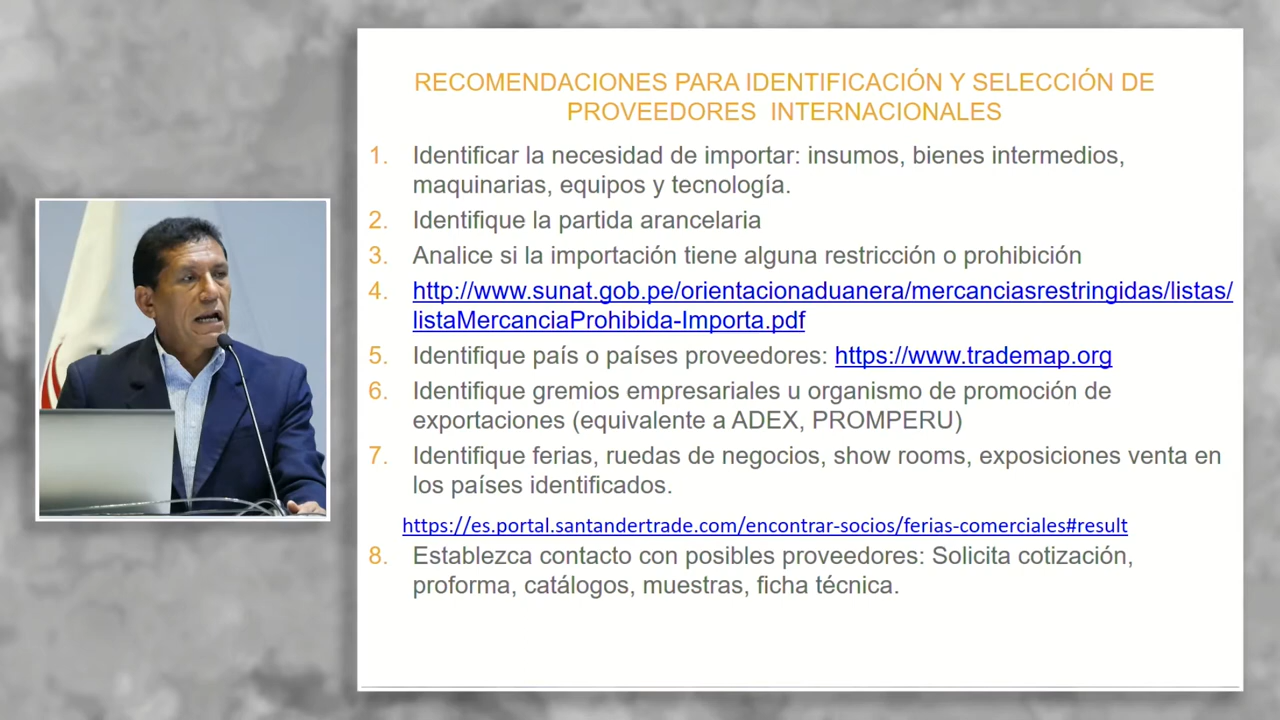 RECOMENDACIONES PARA IDENTIFICACIÓN Y SELECCIÓN DE
PROVEEDORES INTERNACIONALES
1. Identificar la necesidad de importar: insumos, bienes intermedios,
maquinarias, equipos y tecnología.
2. Identifique la partida arancelaria
3. Analice si la importación tiene alguna restricción o prohibición
4. http://www.sunat.gob.pe/orientacionaduanera/mercanciasrestringidas/listas/
listaMercanciaProhibida-Importa.pdf
5. Identifique país o países proveedores: https://www.trademap.org
6. Identifique gremios empresariales u organismo de promoción de
exportaciones (equivalente a ADEX, PROMPERU)
7. Identifique ferias, ruedas de negocios, show rooms, exposiciones venta en
los países identificados.
https://es.portal.santandertrade.com/encontrar-socios/ferias-comerciales#result
8. Establezca contacto con posibles proveedores: Solicita cotización,
proforma, catálogos, muestras, ficha técnica.